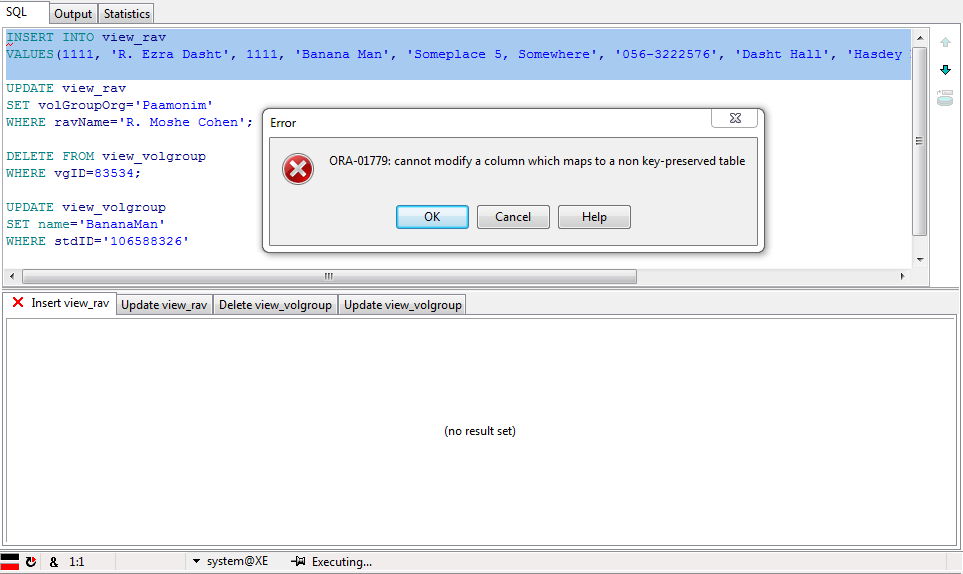 SQL Output Statistics
INSERT INTO view_rav
VALUES(1111, 'R. Ezra Dasht', 1111, 'Banana Man', 'Someplace 5, Somewhere', '056-3222576', 'Dasht Hall', 'Hasdey
UPDATE view_rav
SET volGroupOrg='Paamonim'
WHERE ravName='R. Moshe Cohen';
DELETE FROM view_volgroup
WHERE vgID=83534;
UPDATE view_volgroup
SET name='BananaMan'
WHERE stdID='106588326'
Error
ORA-01779: cannot modify a column which maps to a non key-preserved table
OK Cancel Help
Insert view_rav Update view_rav Delete view_volgroup Update view_volgroup
(no result set)
& 1:1 system@XE Executing...